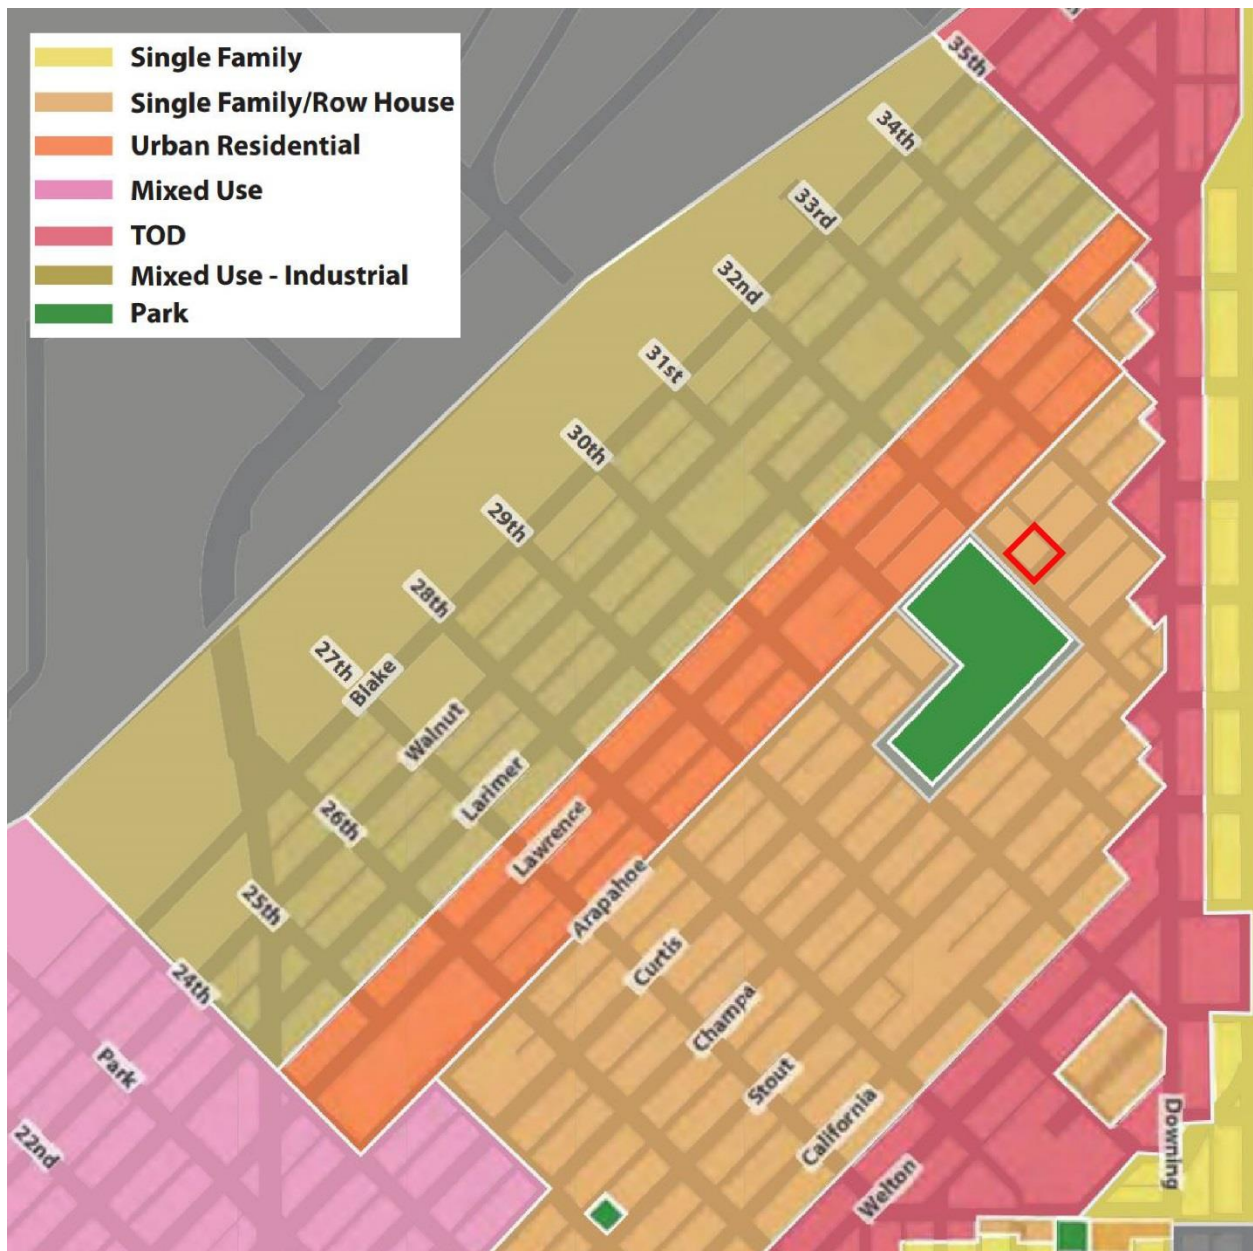 Single Family
Single Family/Row House
Urban Residential
Mixed Use
TOD
Mixed Use - Industrial
Park
35th
34th
33rd
32nd
31st
30th
29th
28th
27th
Blake
Walnut
Larimer
26th
Lawrence
Arapahoe
25th
Curtis
24th
Champa
Park
Stout
California
22nd
Welton
Downing